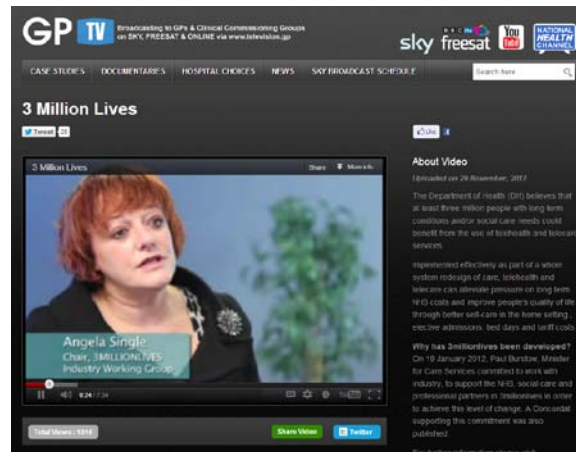 GP TV
Broadcasting to GPs & Clinical Commissioning Groups
on SKY, FREESAT & ONLINE via www.television.gp
sky
BBC ITV
freesat
You
Tube
NATIONAL
HEALTH
CHANNEL
CASE STUDIES DOCUMENTARIES HOSPITAL CHOICES NEWS SKY BROADCAST SCHEDULE
Search here
3 Million Lives
Tweet
Like
3 Million Lives
Share More info
Angela Single
Chair, 3MILLIONLIVES
Industry Working Group
0:24 / 7:34
Total Views : 1010
Share Video
Twitter
About Video
Uploaded on 29 November, 2012
The Department of Health (DH) believes that
at least three million people with long term
conditions and/or social care needs could
benefit from the use of telehealth and telecare
services.
Implemented effectively as part of a whole
system redesign of care, telehealth and
telecare can alleviate pressure on long term
NHS costs and improve people's quality of life
through better self-care in the home setting ,
elective admissions, bed days and tariff costs
Why has 3millionlives been developed?
On 19 January 2012, Paul Burstow, Minister
for Care Services committed to work with
industry, to support the NHS, social care and
professional partners in 3millionlives in order
to achieve this level of change. A Concordat
supporting this commitment was also
published.